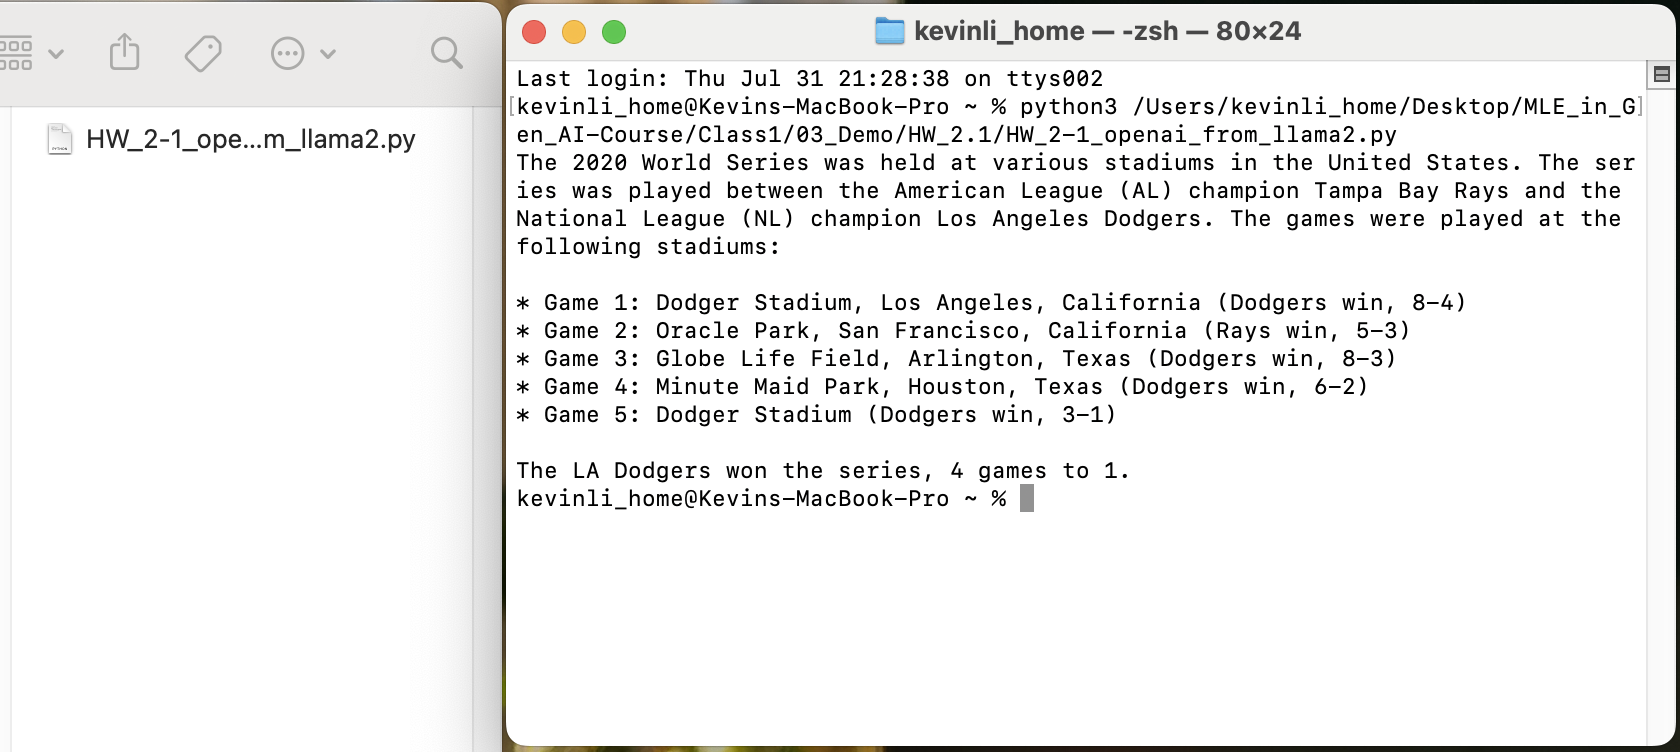 HW_2-1_ope...m_llama2.py
PYTHON
kevinli_home — -zsh — 80×24
Last login: Thu Jul 31 21:28:38 on ttys002
[kevinli_home@Kevins-MacBook-Pro ~ % python3 /Users/kevinli_home/Desktop/MLE_in_G]
en_AI-Course/Class1/03_Demo/HW_2.1/HW_2-1_openai_from_llama2.py
The 2020 World Series was held at various stadiums in the United States. The ser
ies was played between the American League (AL) champion Tampa Bay Rays and the
National League (NL) champion Los Angeles Dodgers. The games were played at the
following stadiums:
* Game 1: Dodger Stadium, Los Angeles, California (Dodgers win, 8-4)
* Game 2: Oracle Park, San Francisco, California (Rays win, 5-3)
* Game 3: Globe Life Field, Arlington, Texas (Dodgers win, 8-3)
* Game 4: Minute Maid Park, Houston, Texas (Dodgers win, 6-2)
* Game 5: Dodger Stadium (Dodgers win, 3-1)
The LA Dodgers won the series, 4 games to 1.
kevinli_home@Kevins-MacBook-Pro ~ %